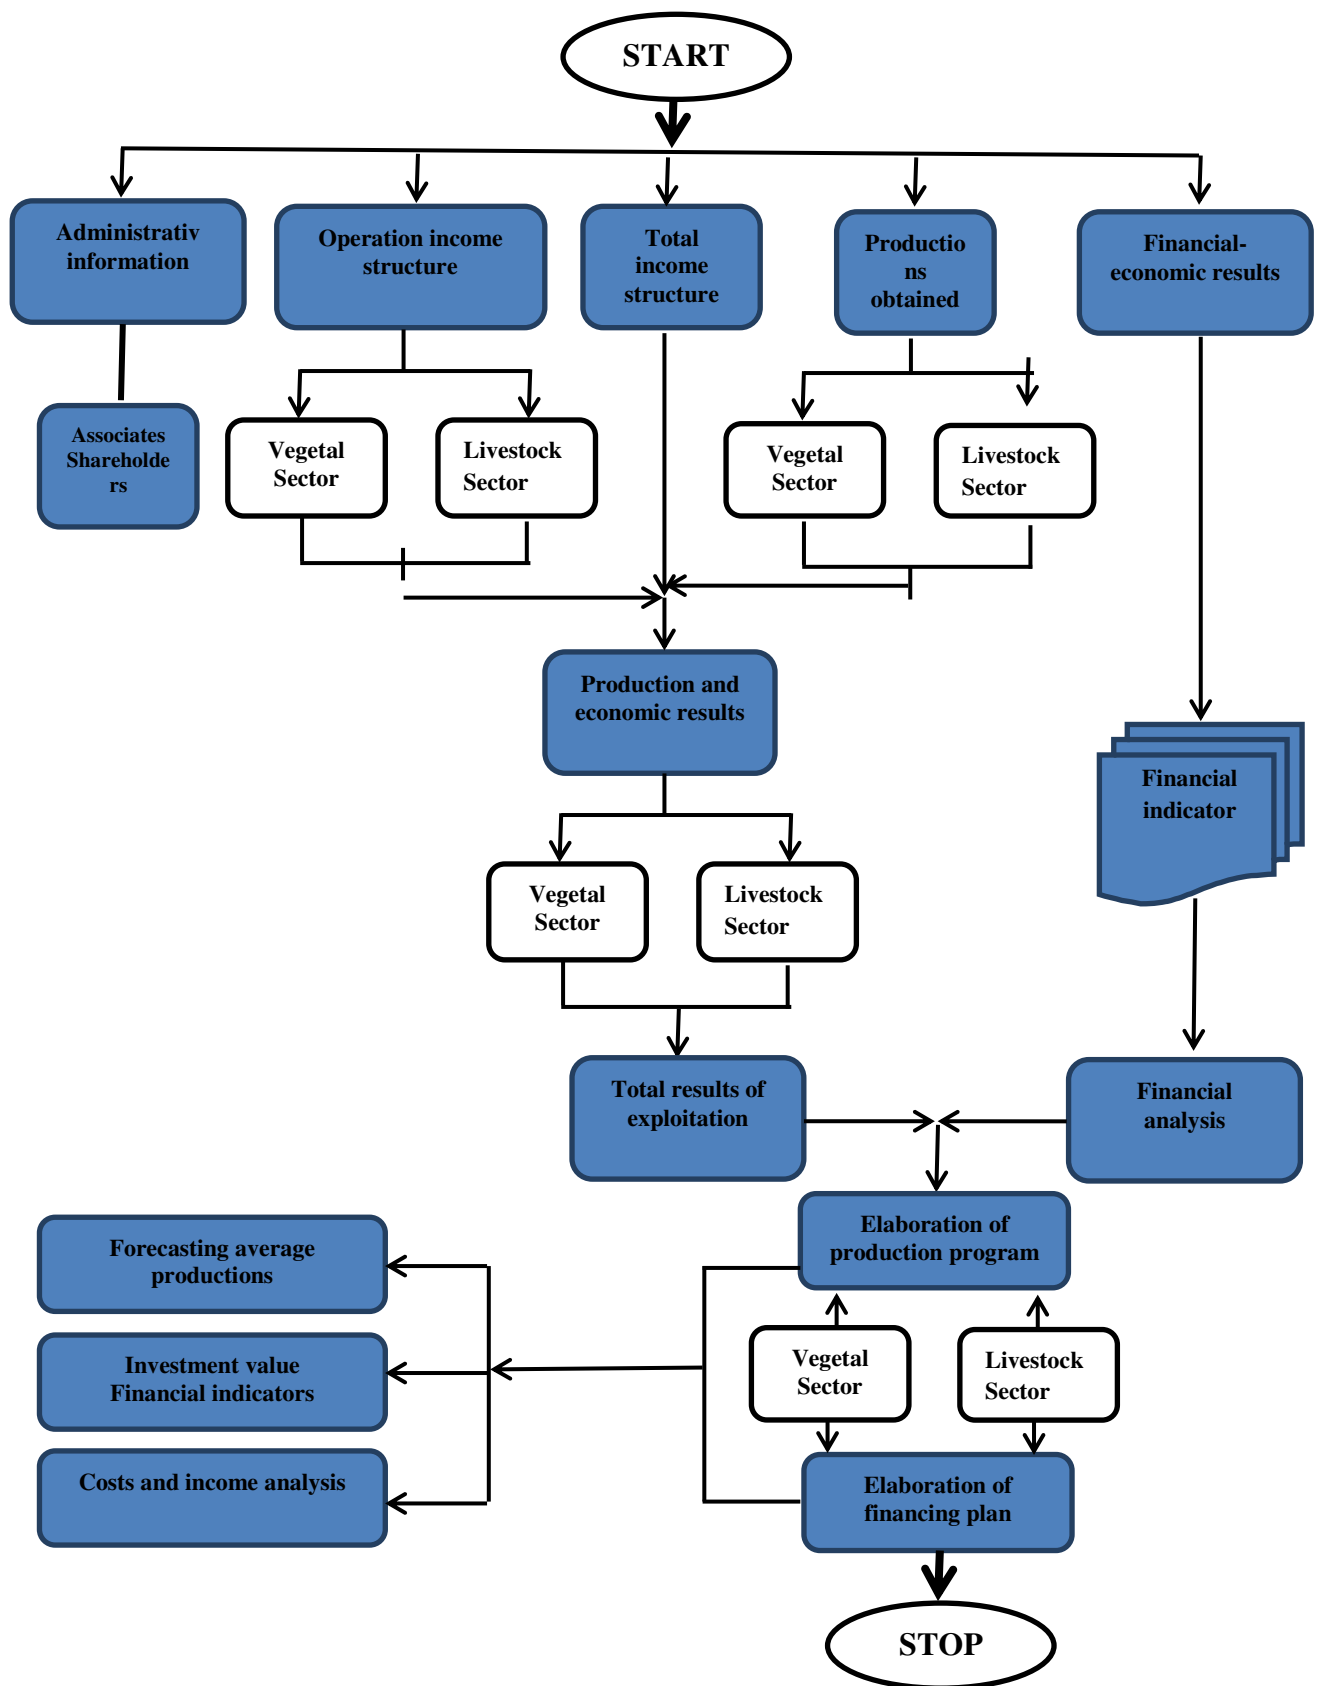 START
Administrativ
information
Operation income
structure
Total
income
structure
Productio
ns
obtained
Financial-
economic results
Associates
Shareholde
rs
Vegetal
Sector
Livestock
Sector
Vegetal
Sector
Livestock
Sector
Production and
economic results
Financial
indicator
Vegetal
Sector
Livestock
Sector
Total results of
exploitation
Financial
analysis
Elaboration of
production program
Forecasting average
productions
Investment value
Financial indicators
Vegetal
Sector
Livestock
Sector
Costs and income analysis
Elaboration of
financing plan
STOP